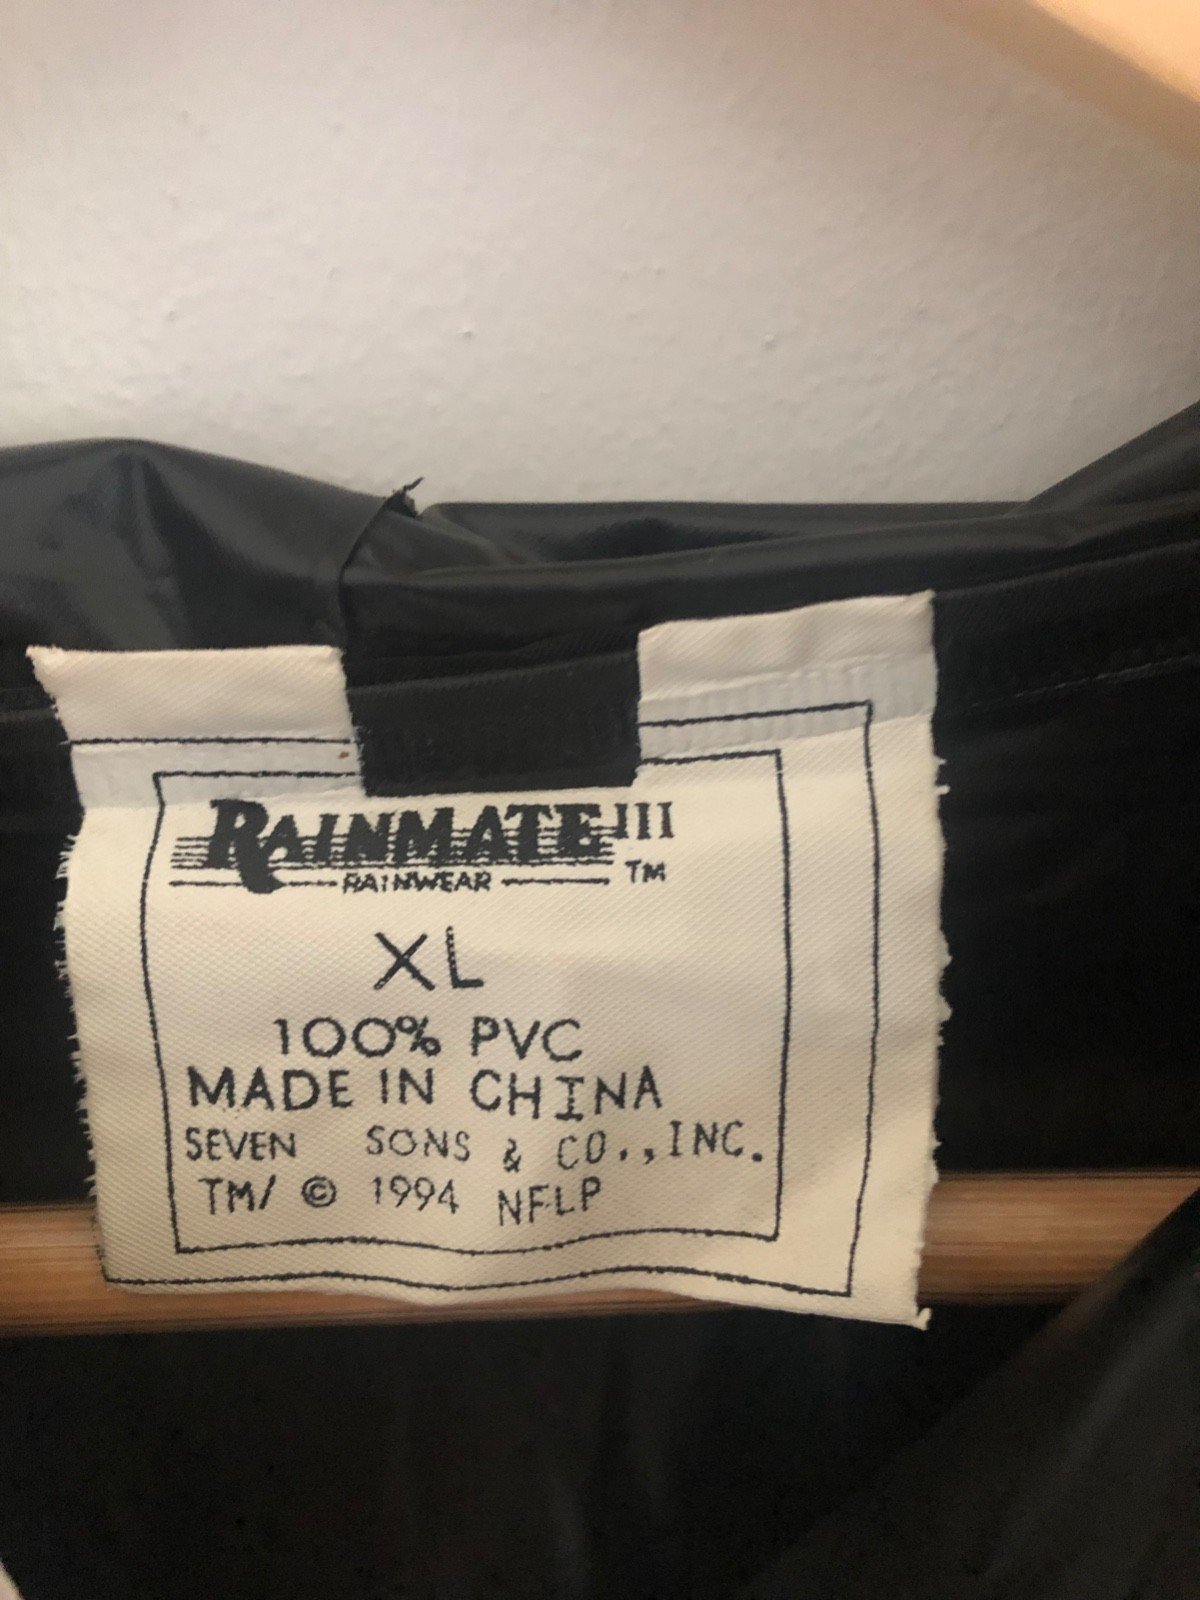 RAINMATE III
RAINWEAR TM
XL
100% PVC
MADE IN CHINA
SEVEN SONS & CO., INC.
TM/ © 1994 NFLP